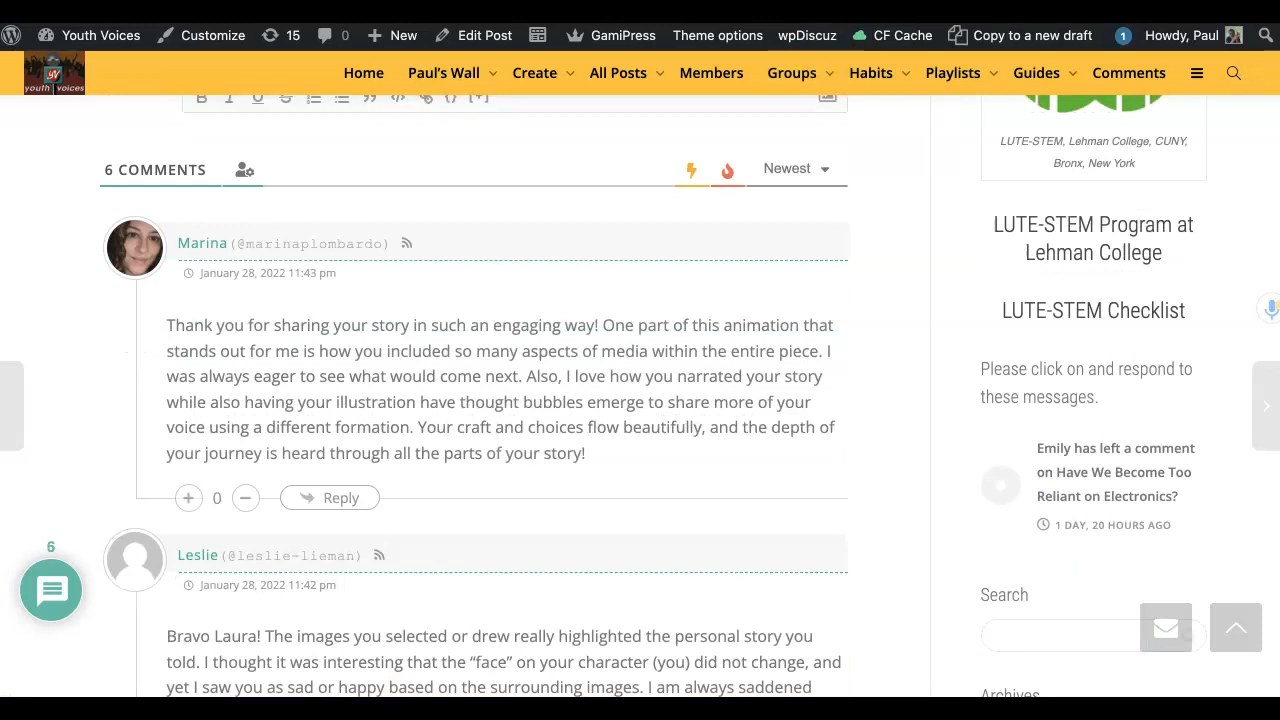 Youth Voices Customize 15 0 New Edit Post GamiPress Theme options wpDiscuz CF Cache Copy to a new draft 1 Howdy, Paul
youth voices
Home Paul's Wall Create All Posts Members Groups Habits Playlists Guides Comments
6 COMMENTS
Newest
Marina (@marinaplombardo)
January 28, 2022 11:43 pm
Thank you for sharing your story in such an engaging way! One part of this animation that
stands out for me is how you included so many aspects of media within the entire piece. I
was always eager to see what would come next. Also, I love how you narrated your story
while also having your illustration have thought bubbles emerge to share more of your
voice using a different formation. Your craft and choices flow beautifully, and the depth of
your journey is heard through all the parts of your story!
0 Reply
6
Leslie (@leslie-lieman)
January 28, 2022 11:42 pm
Bravo Laura! The images you selected or drew really highlighted the personal story you
told. I thought it was interesting that the “face” on your character (you) did not change, and
yet I saw you as sad or happy based on the surrounding images. I am always saddened
LUTE-STEM, Lehman College, CUNY,
Bronx, New York
LUTE-STEM Program at
Lehman College
LUTE-STEM Checklist
Please click on and respond to
these messages.
Emily has left a comment
on Have We Become Too
Reliant on Electronics?
1 DAY, 20 HOURS AGO
Search
Archives